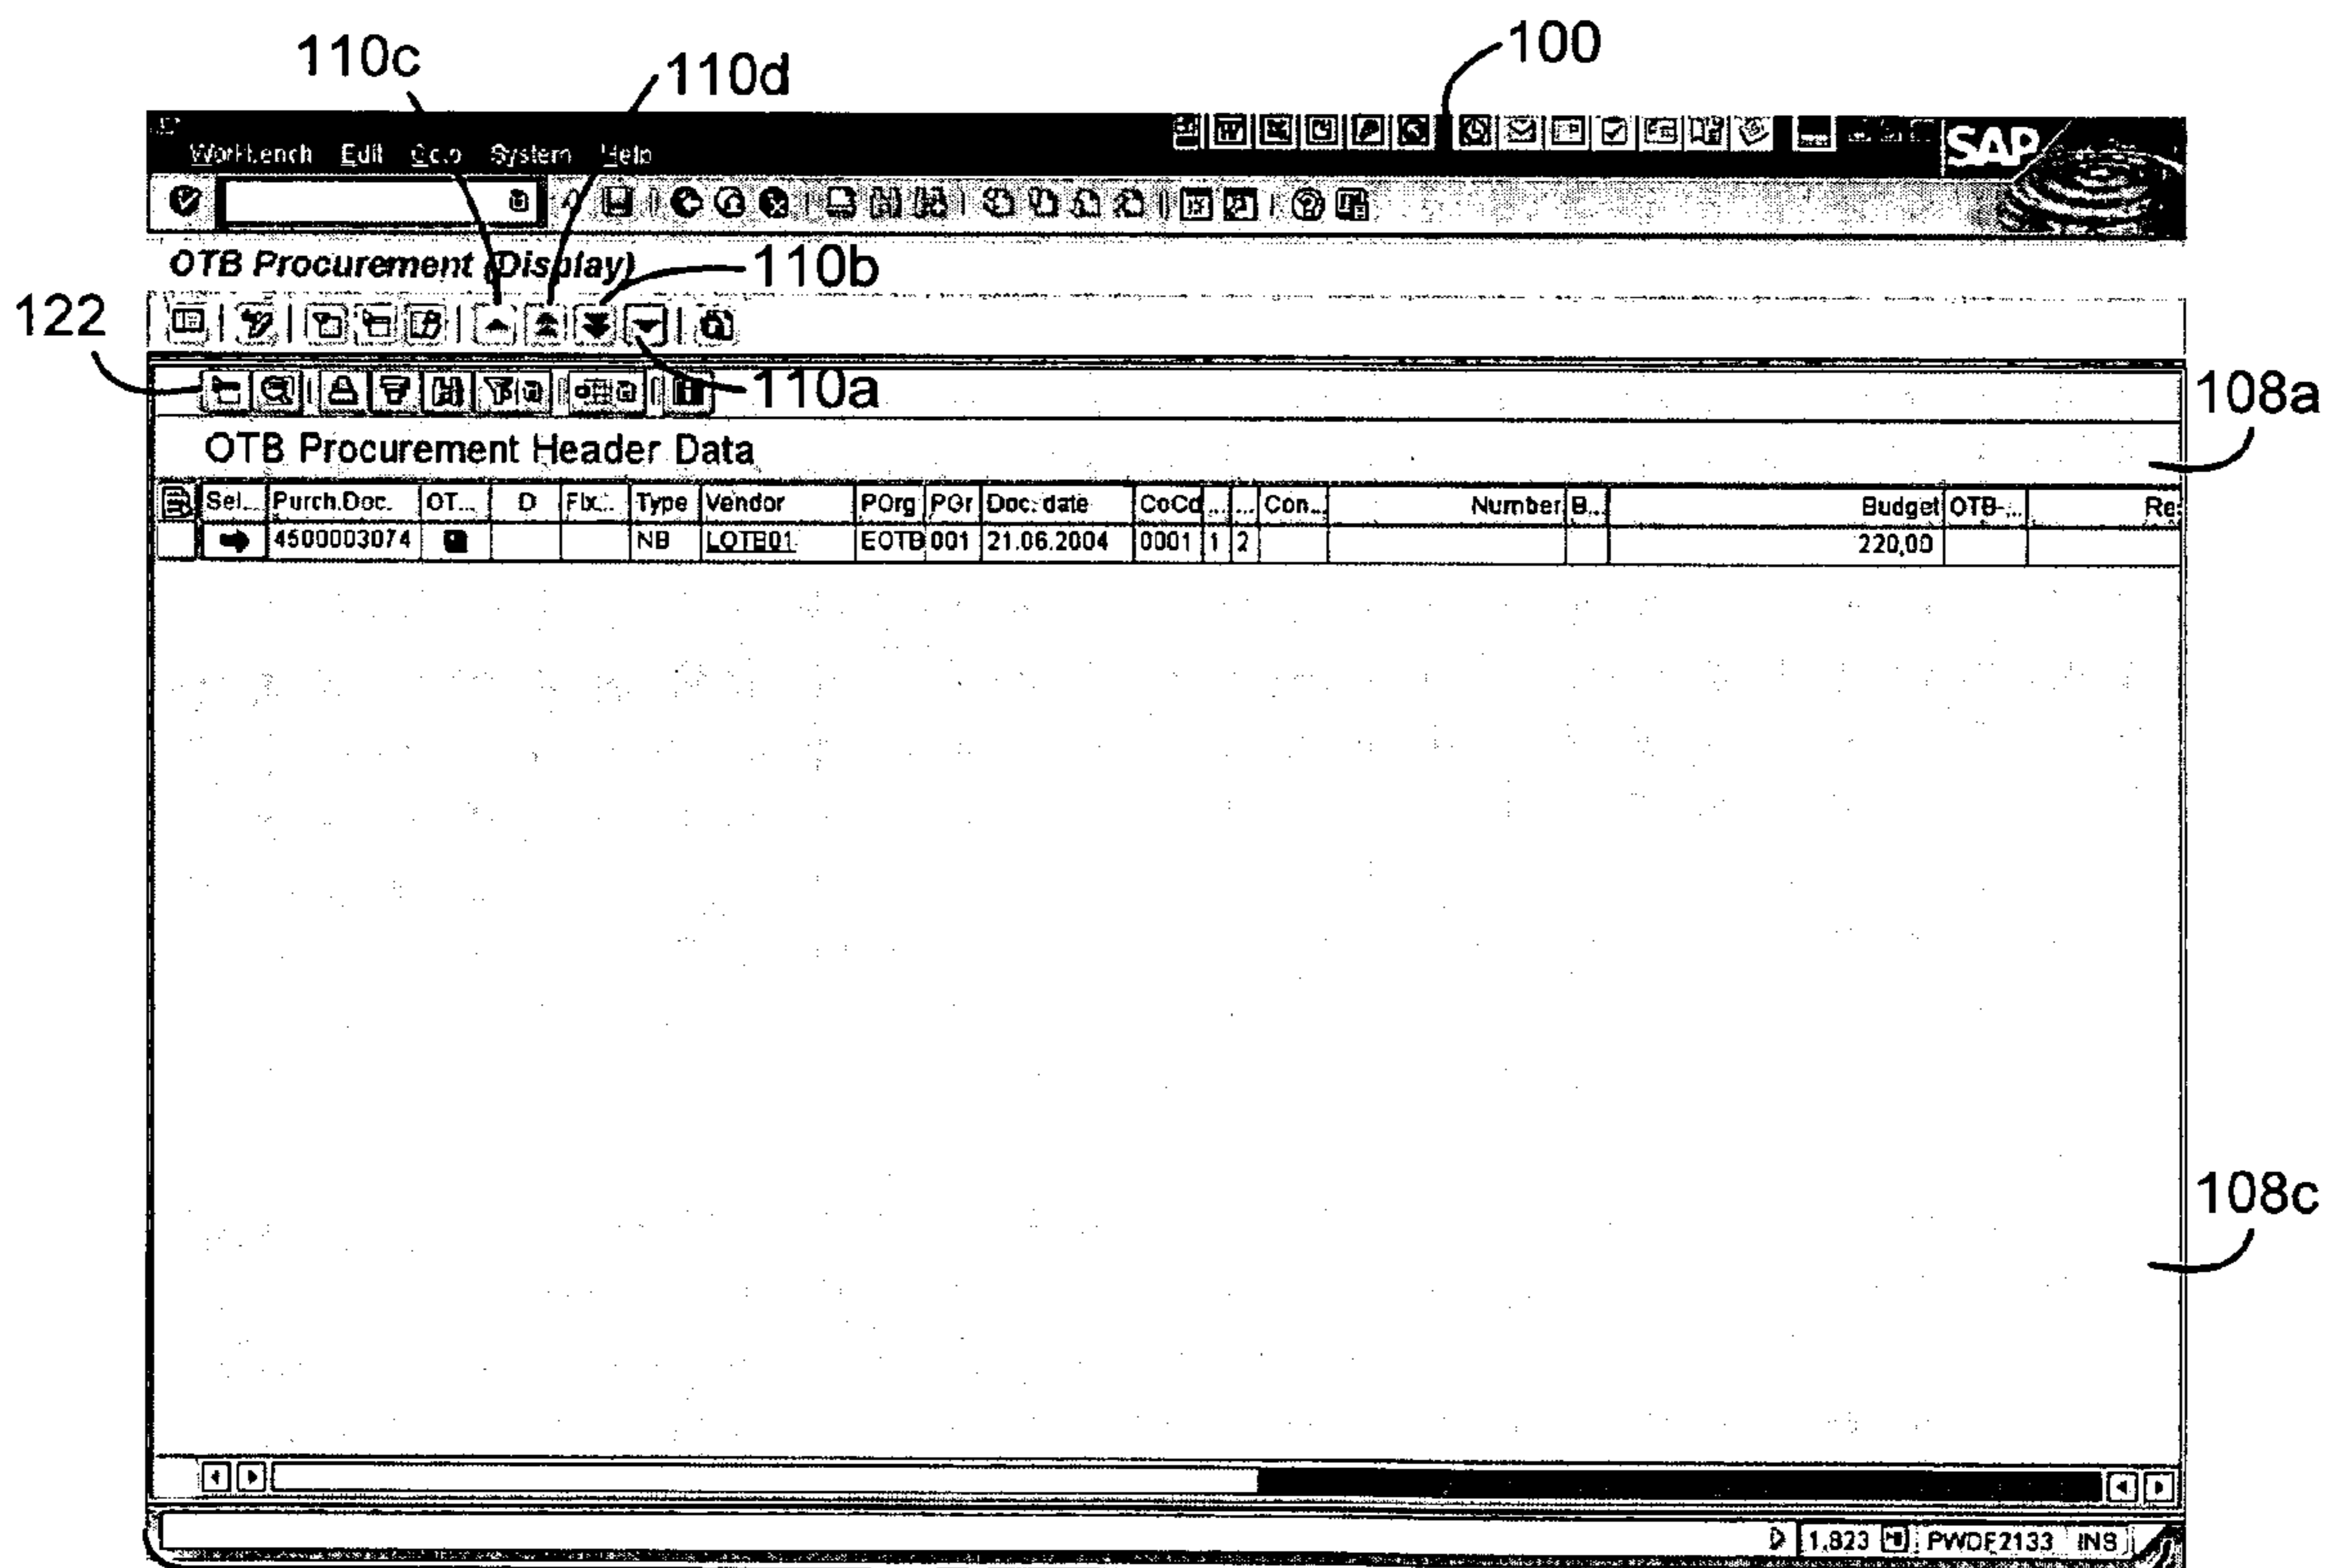 100
110c
110d
SAP
Workbench Edit Goto System Help
OTB Procurement (Display)
110b
122
110a
108a
OTB Procurement Header Data
Sel... Purch.Doc. OT... D Fix... Type Vendor POrg PGr Doc. date CoCd ... ... Con... Number B... Budget OTB-... Re
4500003074 NB LOTB01 EOTB 001 21.06.2004 0001 1 2 220,00
108c
1.823 PWDF2133 INS